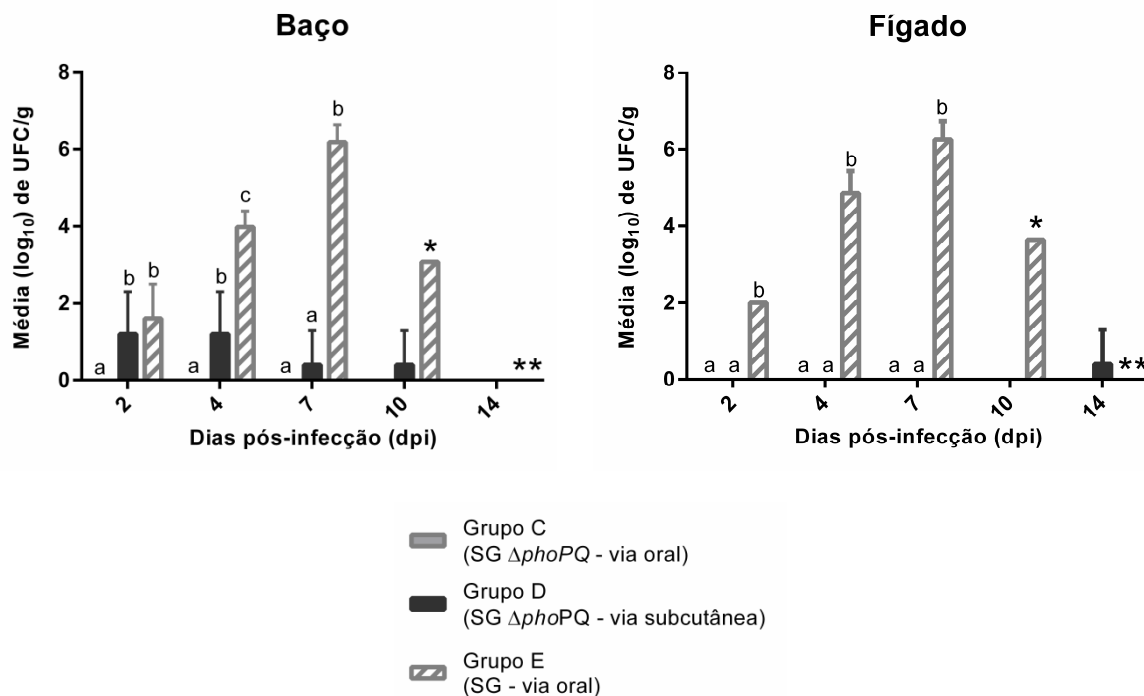 Baço
Média (log10) de UFC/g
8
6
4
2
0
a
b
b
a
b
c
a
a
b
*
**
2
4
7
10
14
Dias pós-infecção (dpi)
Fígado
Média (log10) de UFC/g
8
6
4
2
0
a
a
b
a
a
b
a
a
b
*
**
2
4
7
10
14
Dias pós-infecção (dpi)
Grupo C
(SG ΔphoPQ - via oral)
Grupo D
(SG ΔphoPQ - via subcutânea)
Grupo E
(SG - via oral)